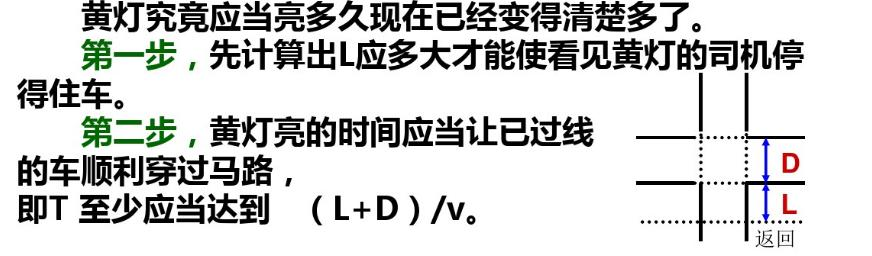 黄灯究竟应当亮多久现在已经变得清楚多了。
第一步，先计算出L应多大才能使看见黄灯的司机停
得住车。
第二步，黄灯亮的时间应当让已过线
的车顺利穿过马路，
即T 至少应当达到 （L+D）/v。
D
L
返回